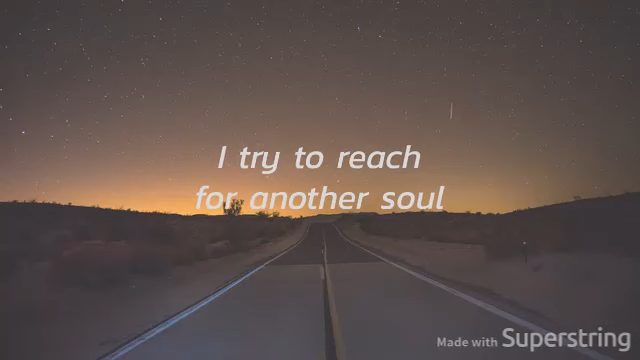 I try to reach
for another soul
Made with Superstring